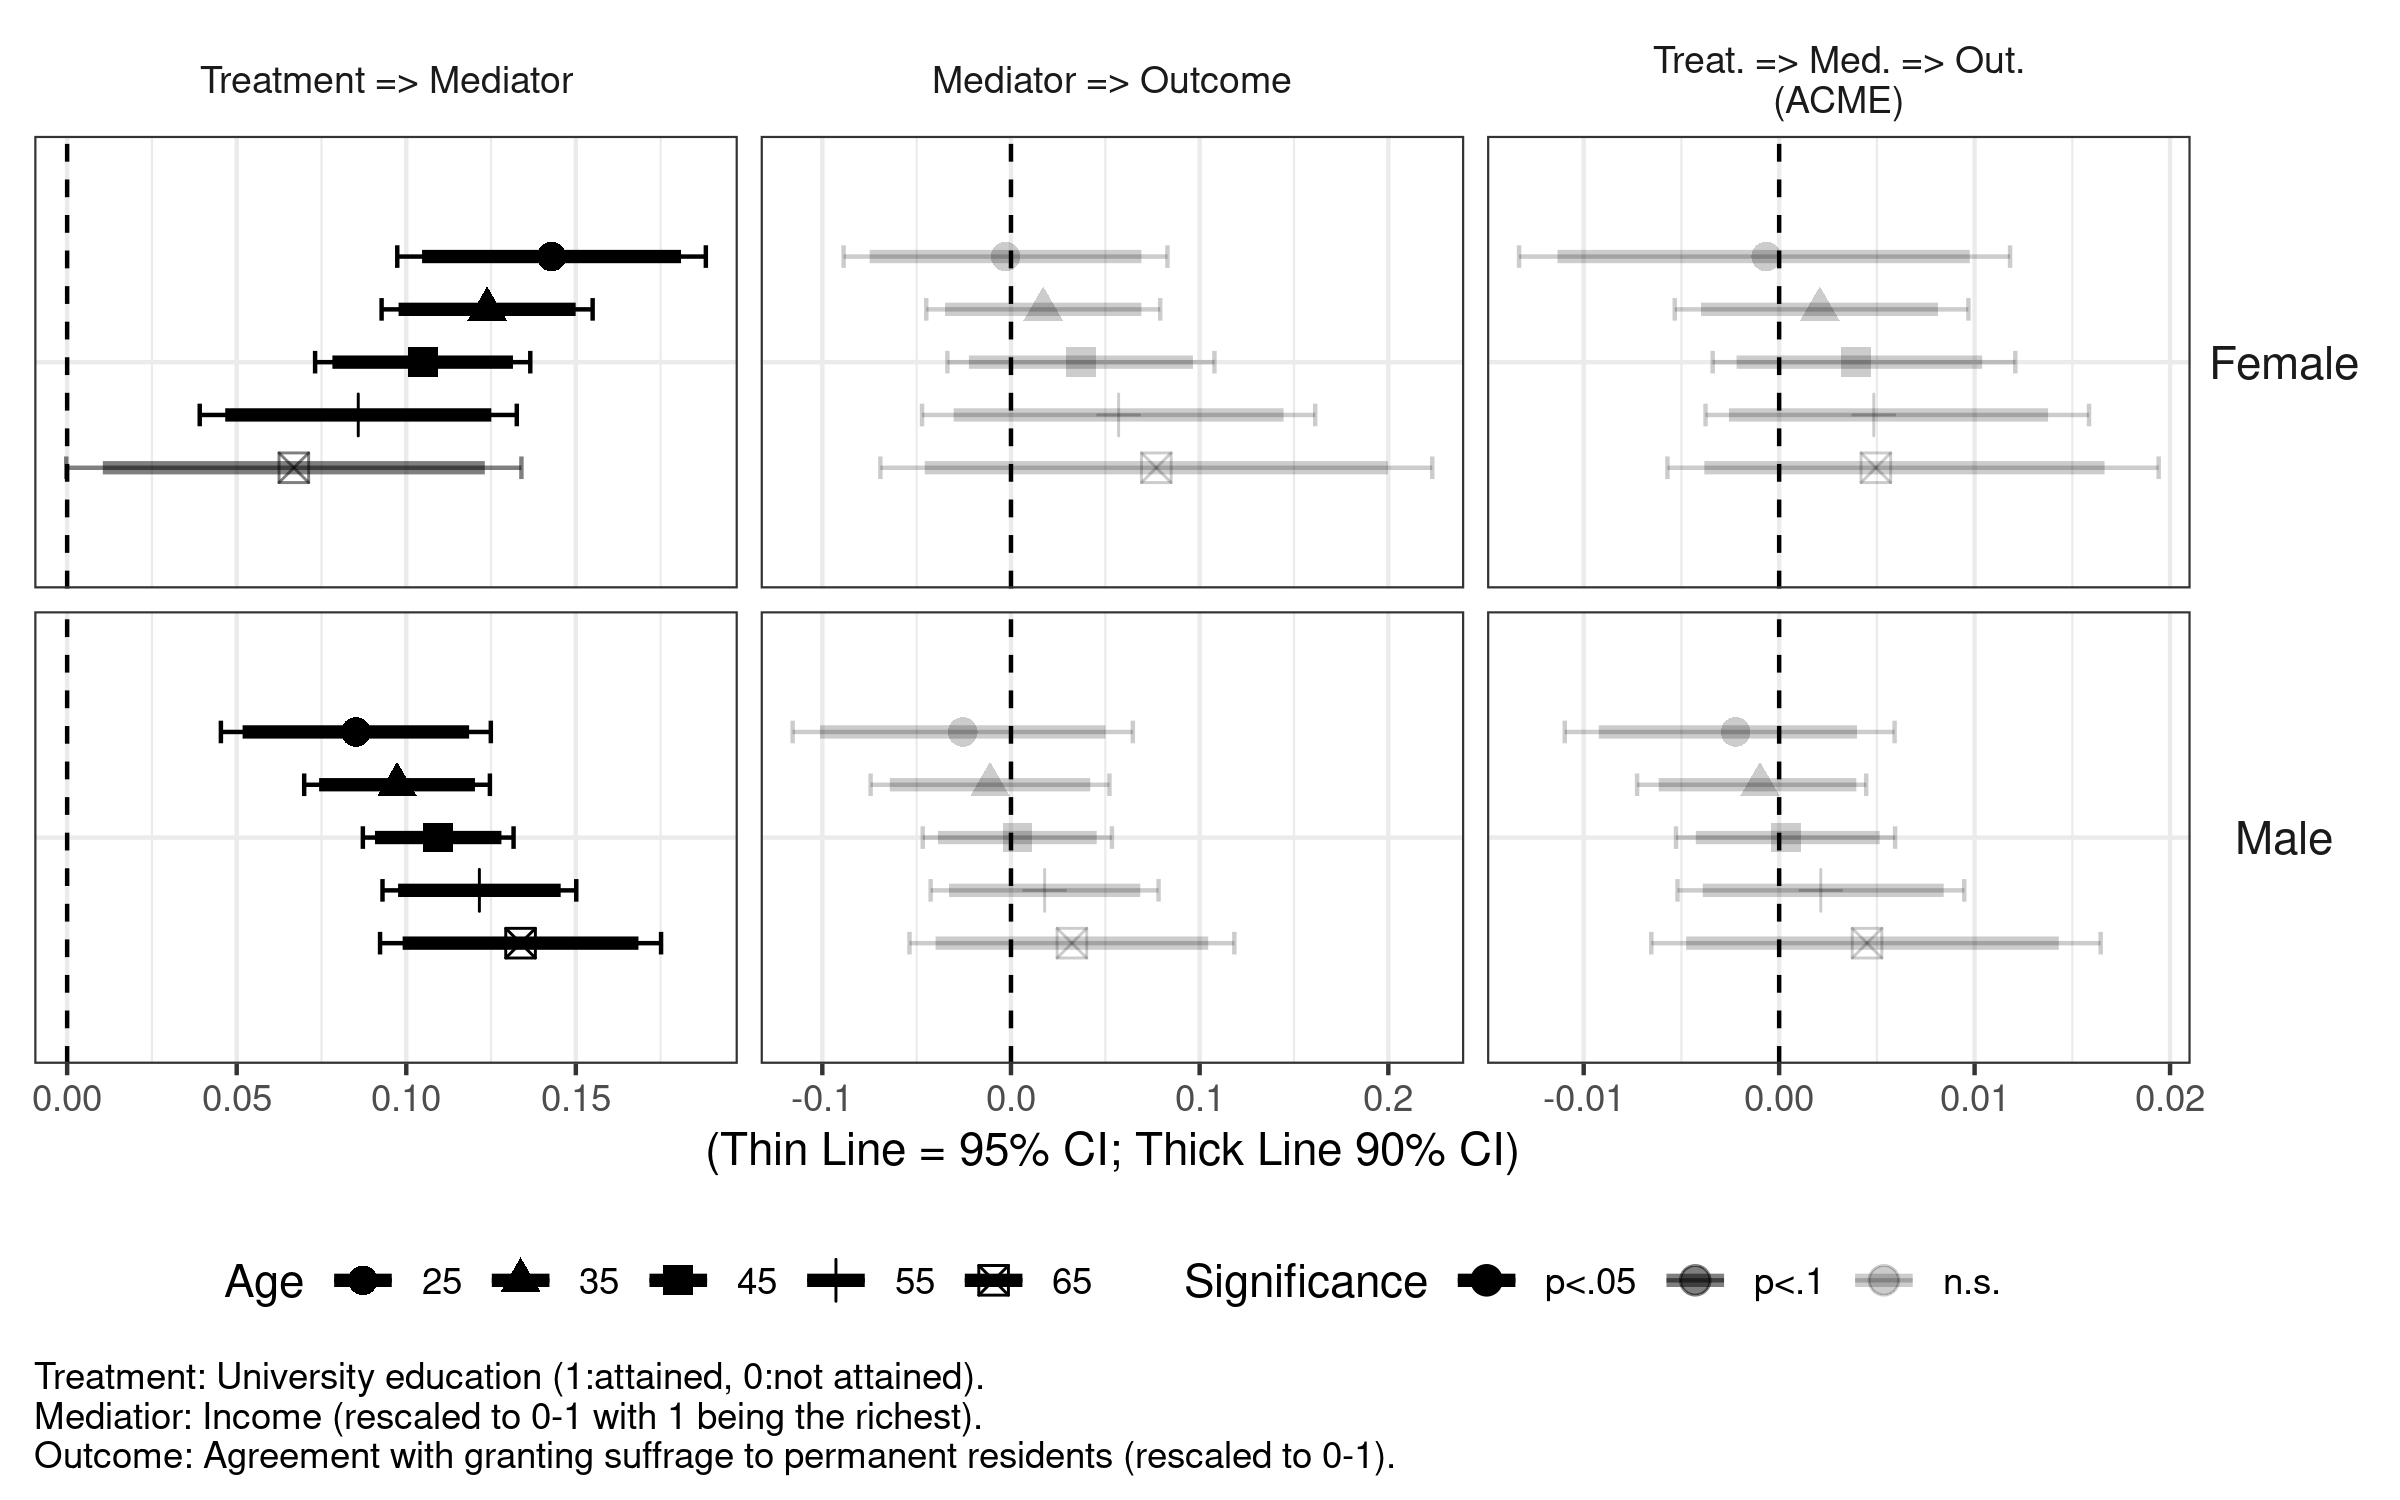 Treatment => Mediator
Mediator => Outcome
Treat. => Med. => Out.
(ACME)
Female
Male
0.00 0.05 0.10 0.15
-0.1 0.0 0.1 0.2
-0.01 0.00 0.01 0.02
(Thin Line = 95% CI; Thick Line 90% CI)
Age 25 35 45 55 65
Significance p<.05 p<.1 n.s.
Treatment: University education (1:attained, 0:not attained).
Mediatior: Income (rescaled to 0-1 with 1 being the richest).
Outcome: Agreement with granting suffrage to permanent residents (rescaled to 0-1).